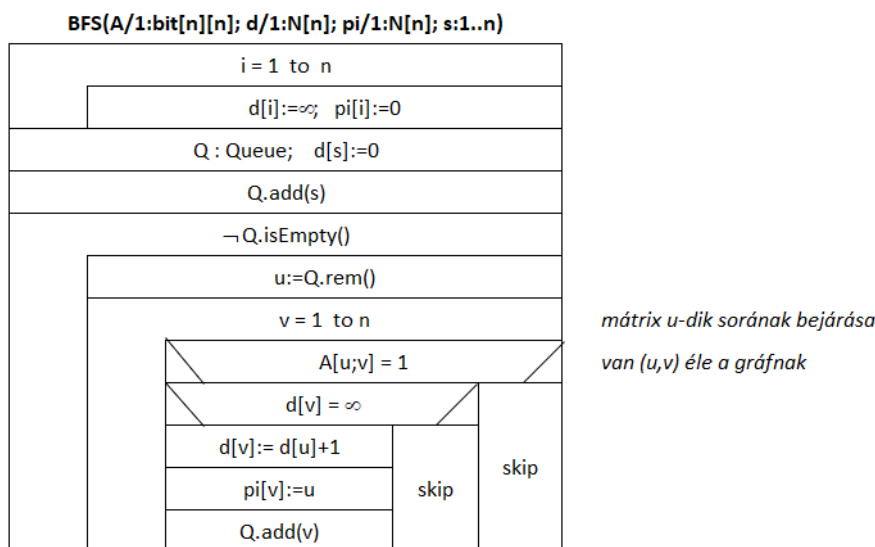 BFS(A/1:bit[n][n]; d/1:N[n]; pi/1:N[n]; s:1..n)
i = 1 to n
d[i]:=∞; pi[i]:=0
Q : Queue; d[s]:=0
Q.add(s)
¬ Q.isEmpty()
u:=Q.rem()
v = 1 to n
mátrix u-dik sorának bejárása
A[u;v] = 1
van (u,v) éle a gráfnak
d[v] = ∞
d[v]:= d[u]+1
pi[v]:=u
skip
skip
Q.add(v)